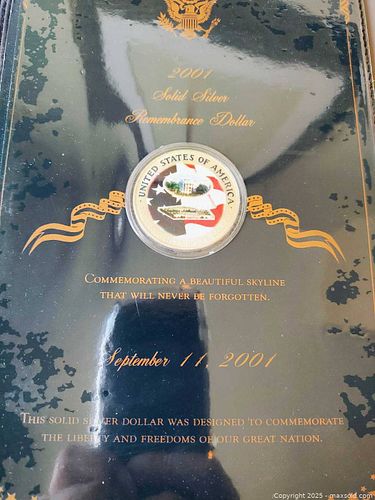 2001
Solid Silver
Remembrance Dollar
UNITED STATES OF AMERICA
COMMEMORATING A BEAUTIFUL SKYLINE
THAT WILL NEVER BE FORGOTTEN.
September 11, 2001
THIS SOLID SILVER DOLLAR WAS DESIGNED TO COMMEMORATE
THE LIBERTY AND FREEDOMS OF OUR GREAT NATION.
Copyright 2025 - maxsold.com